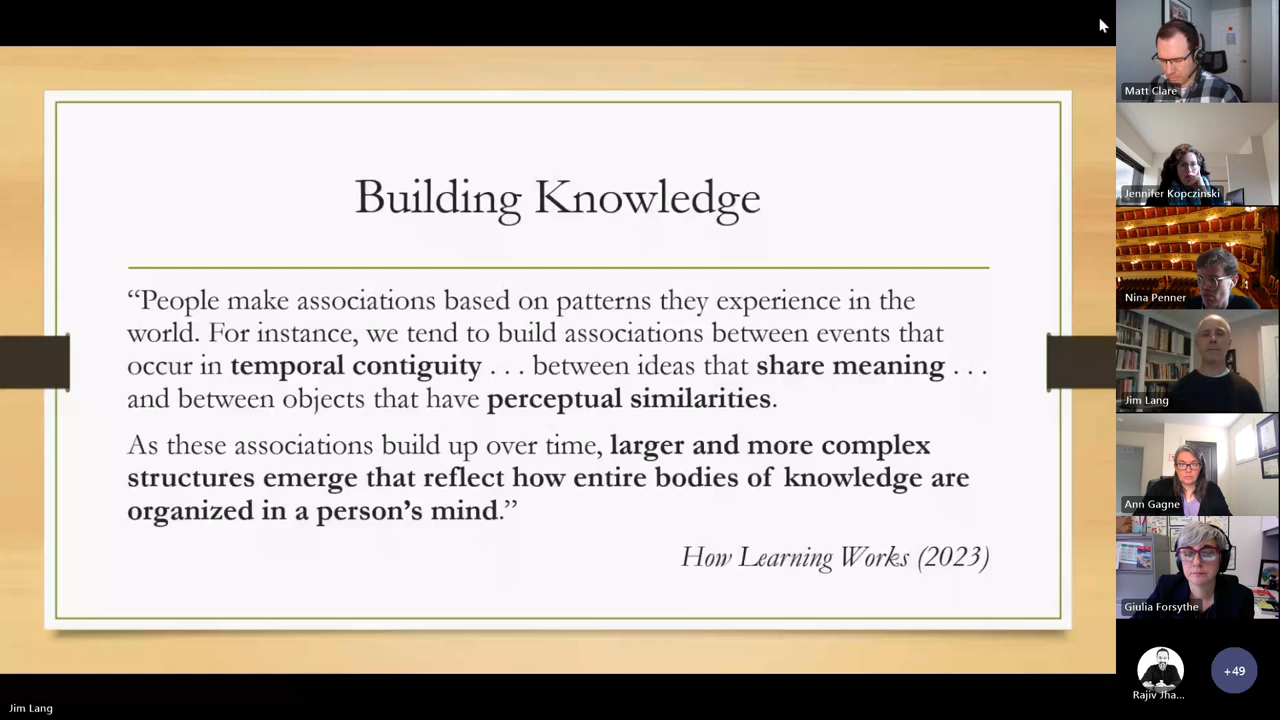 Building Knowledge
“People make associations based on patterns they experience in the
world. For instance, we tend to build associations between events that
occur in temporal contiguity . . . between ideas that share meaning . . .
and between objects that have perceptual similarities.
As these associations build up over time, larger and more complex
structures emerge that reflect how entire bodies of knowledge are
organized in a person’s mind.”
How Learning Works (2023)
Matt Clare
Jennifer Kopczinski
Nina Penner
Jim Lang
Ann Gagne
Giulia Forsythe
Rajiv Jha...
+49
Jim Lang